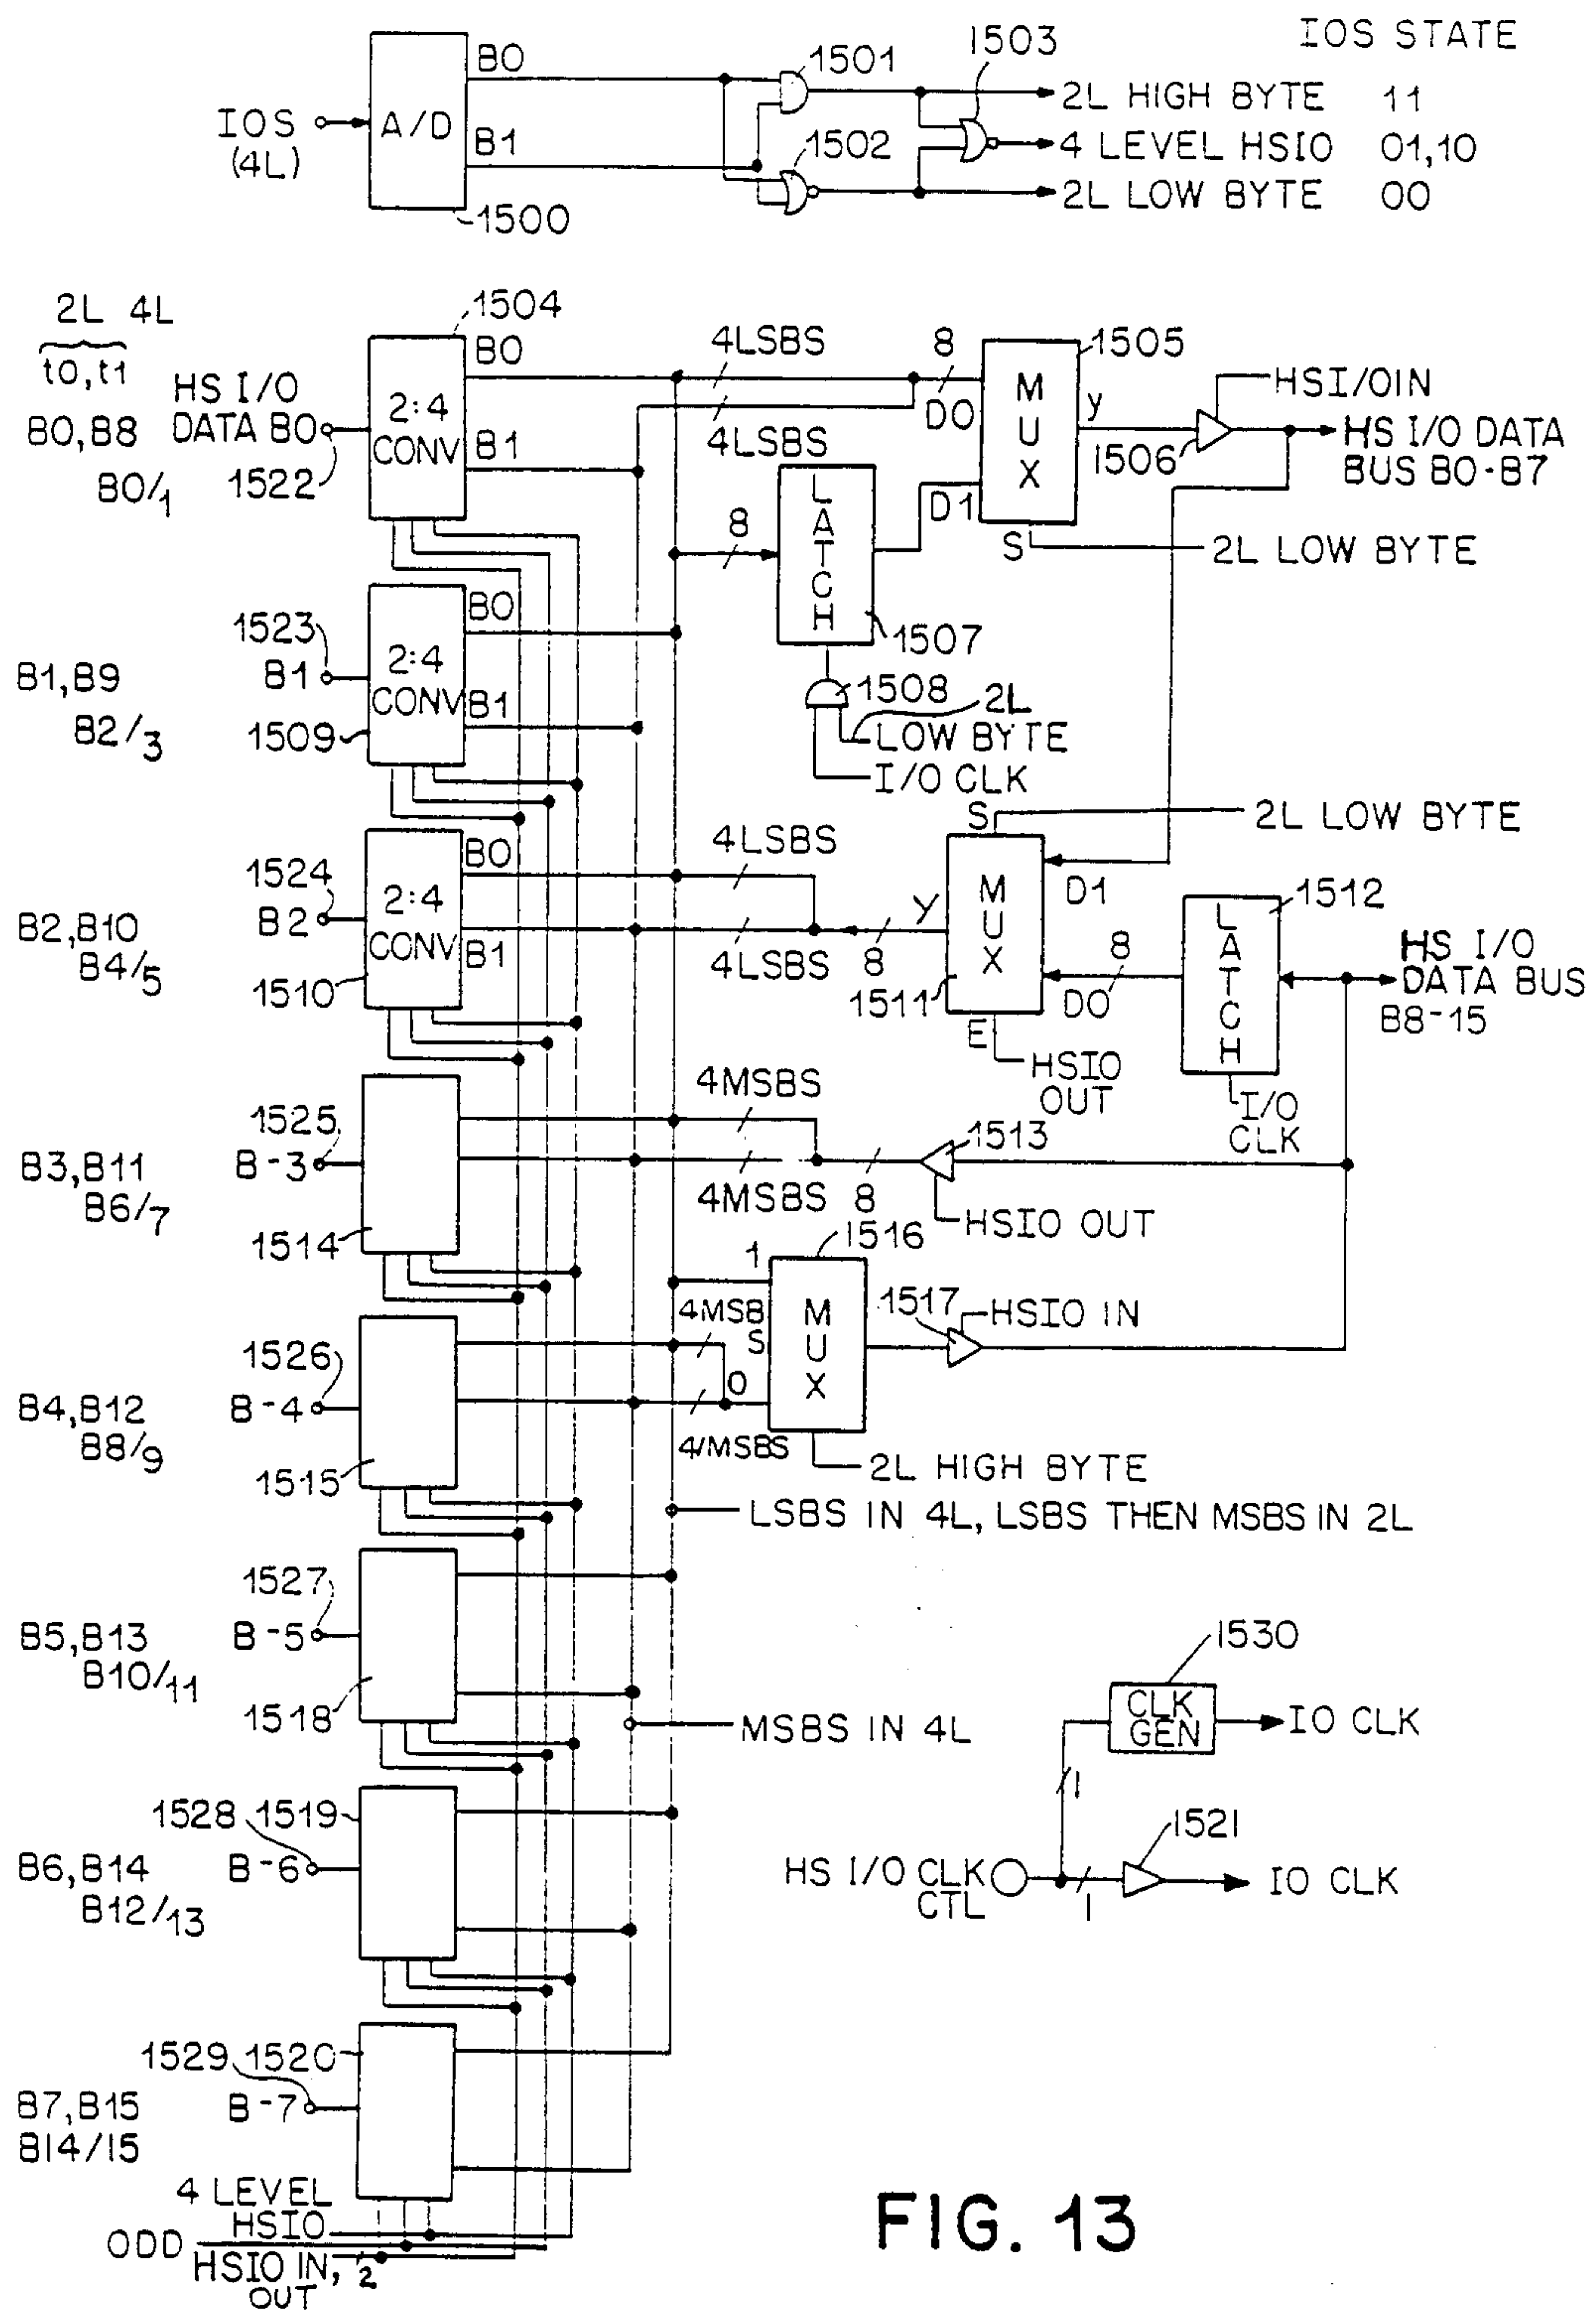 IOS STATE
1501
1503
B0
2L HIGH BYTE 11
IOS
(4L)
A/D
B1
1502
4 LEVEL HSIO 01,10
2L LOW BYTE 00
1500
2L 4L
t0,t1
1504
B0
4LSBS
8
1505
HS I/O
DATA B0
B0,B8
B0/1
1522
2:4
CONV
B1
4LSBS
D0
MUX
y
HSI/OIN
1506
HS I/O DATA
BUS B0-B7
8
LATCH
D1
S
2L LOW BYTE
1507
1523
B1
B1,B9
B2/3
1509
B0
2:4
CONV
B1
1508
2L
LOW BYTE
I/O CLK
S
2L LOW BYTE
1524
B2
B2,B10
B4/5
1510
B0
2:4
CONV
B1
4LSBS
4LSBS
8
Y
MUX
D1
1511
D0
8
E
HSIO
OUT
LATCH
1512
I/O
CLK
HS I/O
DATA BUS
B8-15
1525
B-3
B3,B11
B6/7
1514
4MSBS
4MSBS
8
1513
HSIO OUT
1526
B-4
B4,B12
B8/9
1515
1
4MSB
S
0
4/MSBS
MUX
1516
1517
HSIO IN
2L HIGH BYTE
LSBS IN 4L, LSBS THEN MSBS IN 2L
1527
B-5
B5,B13
B10/11
1518
MSBS IN 4L
1530
CLK
GEN
IO CLK
1
1528
1519
B-6
B6,B14
B12/13
HS I/O CLK
CTL
1
1521
IO CLK
1529
1520
B-7
B7,B15
B14/15
4 LEVEL
HSIO
ODD
HSIO IN, 2
OUT
FIG. 13